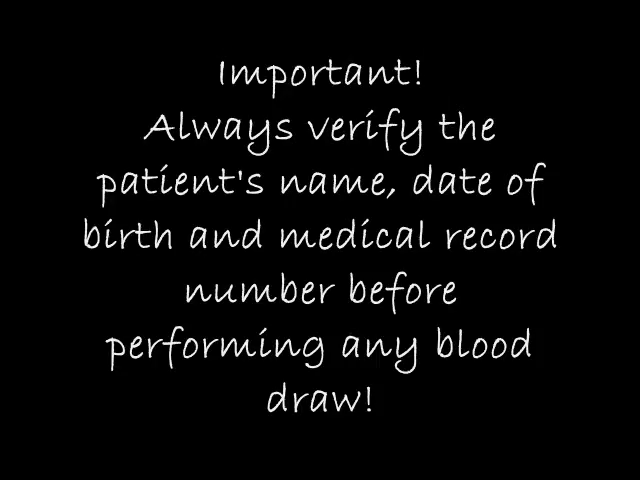 Important!
Always verify the
patient's name, date of
birth and medical record
number before
performing any blood
draw!